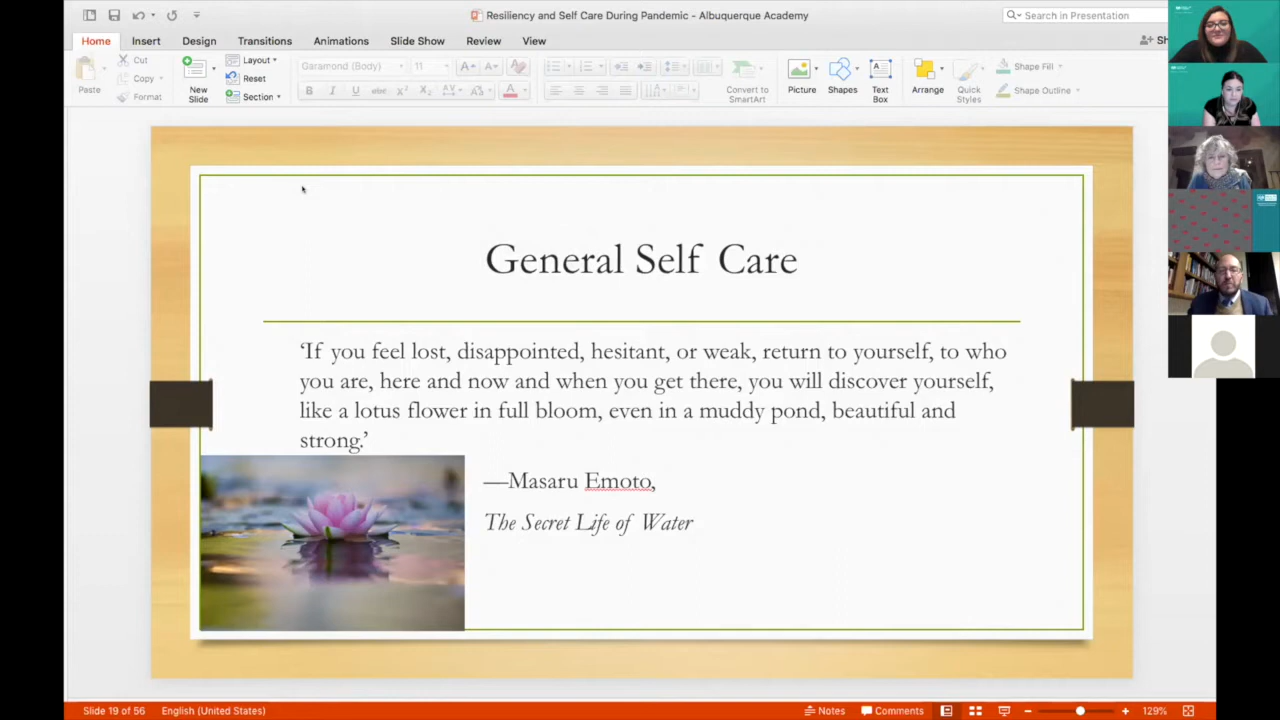 Resiliency and Self Care During Pandemic - Albuquerque Academy
Search in Presentation
Home Insert Design Transitions Animations Slide Show Review View
Paste
Cut
Copy
Format
New
Slide
Layout
Reset
Section
Garamond (Body) 11
Convert to
SmartArt
Picture
Shapes
Text
Box
Arrange
Quick
Styles
Shape Fill
Shape Outline
General Self Care
‘If you feel lost, disappointed, hesitant, or weak, return to yourself, to who
you are, here and now and when you get there, you will discover yourself,
like a lotus flower in full bloom, even in a muddy pond, beautiful and
strong.’
—Masaru Emoto,
The Secret Life of Water
Slide 19 of 56 English (United States) Notes Comments 129%